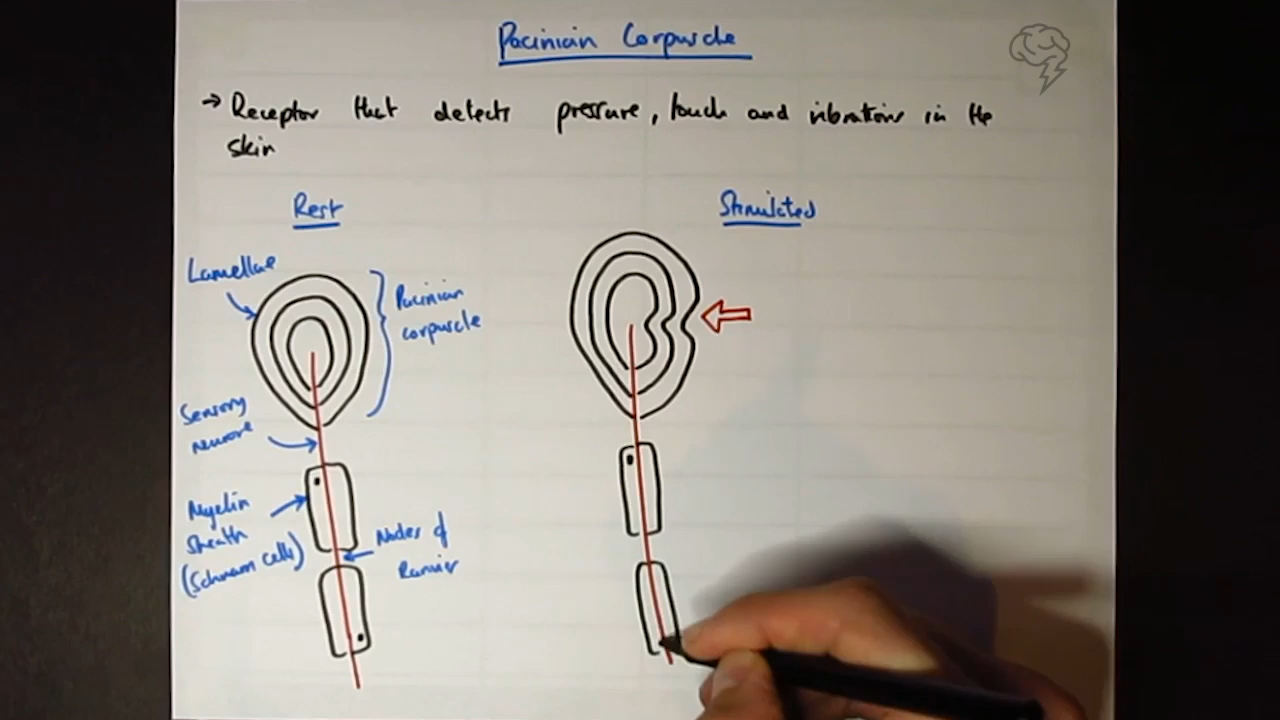 Pacinian Corpuscle
→ Receptor that detects pressure, touch and vibrations in the
skin
Rest
Stimulated
Lamellae
Pacinian
corpuscle
Sensory
neurone
Myelin
Sheath
(Schwann cells)
Nodes of
Ranvier